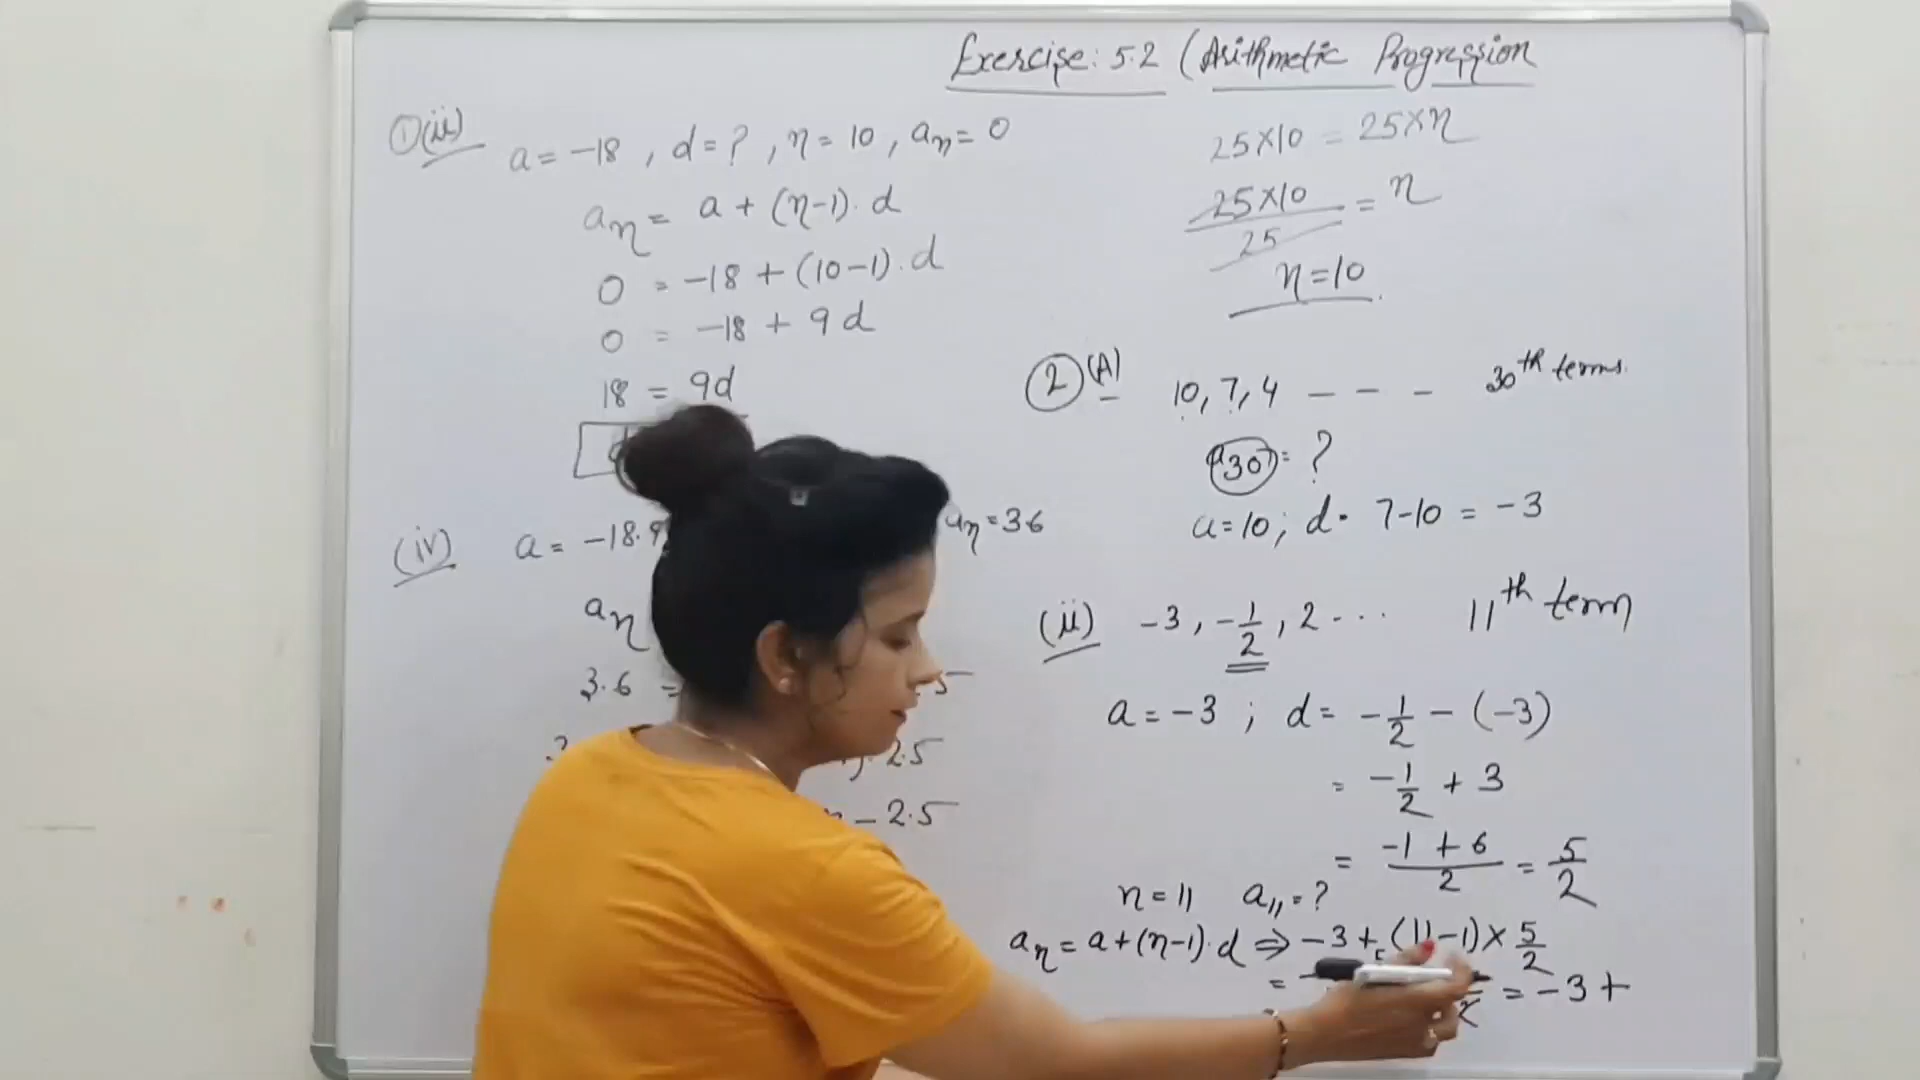 Exercise: 5.2 (Arithmetic Progression
①(iii) a = -18 , d = ? , n = 10 , an = 0
an = a + (n-1). d
0 = -18 + (10-1). d
0 = -18 + 9d
18 = 9d
(iv) a = -18.9 an = 36
an
3.6 =
2.5
- 2.5
25×10 = 25×n
25×10/25 = n
n = 10
② (A) 10, 7, 4 - - - 30th terms.
a30 = ?
a = 10 ; d = 7-10 = -3
(ii) -3 , -1/2 , 2 ... 11th term
a = -3 ; d = -1/2 - (-3)
= -1/2 + 3
= -1 + 6/2 = 5/2
n = 11 a11 = ?
an = a + (n-1). d ⇒ -3 + (11-1) × 5/2
= = -3 +